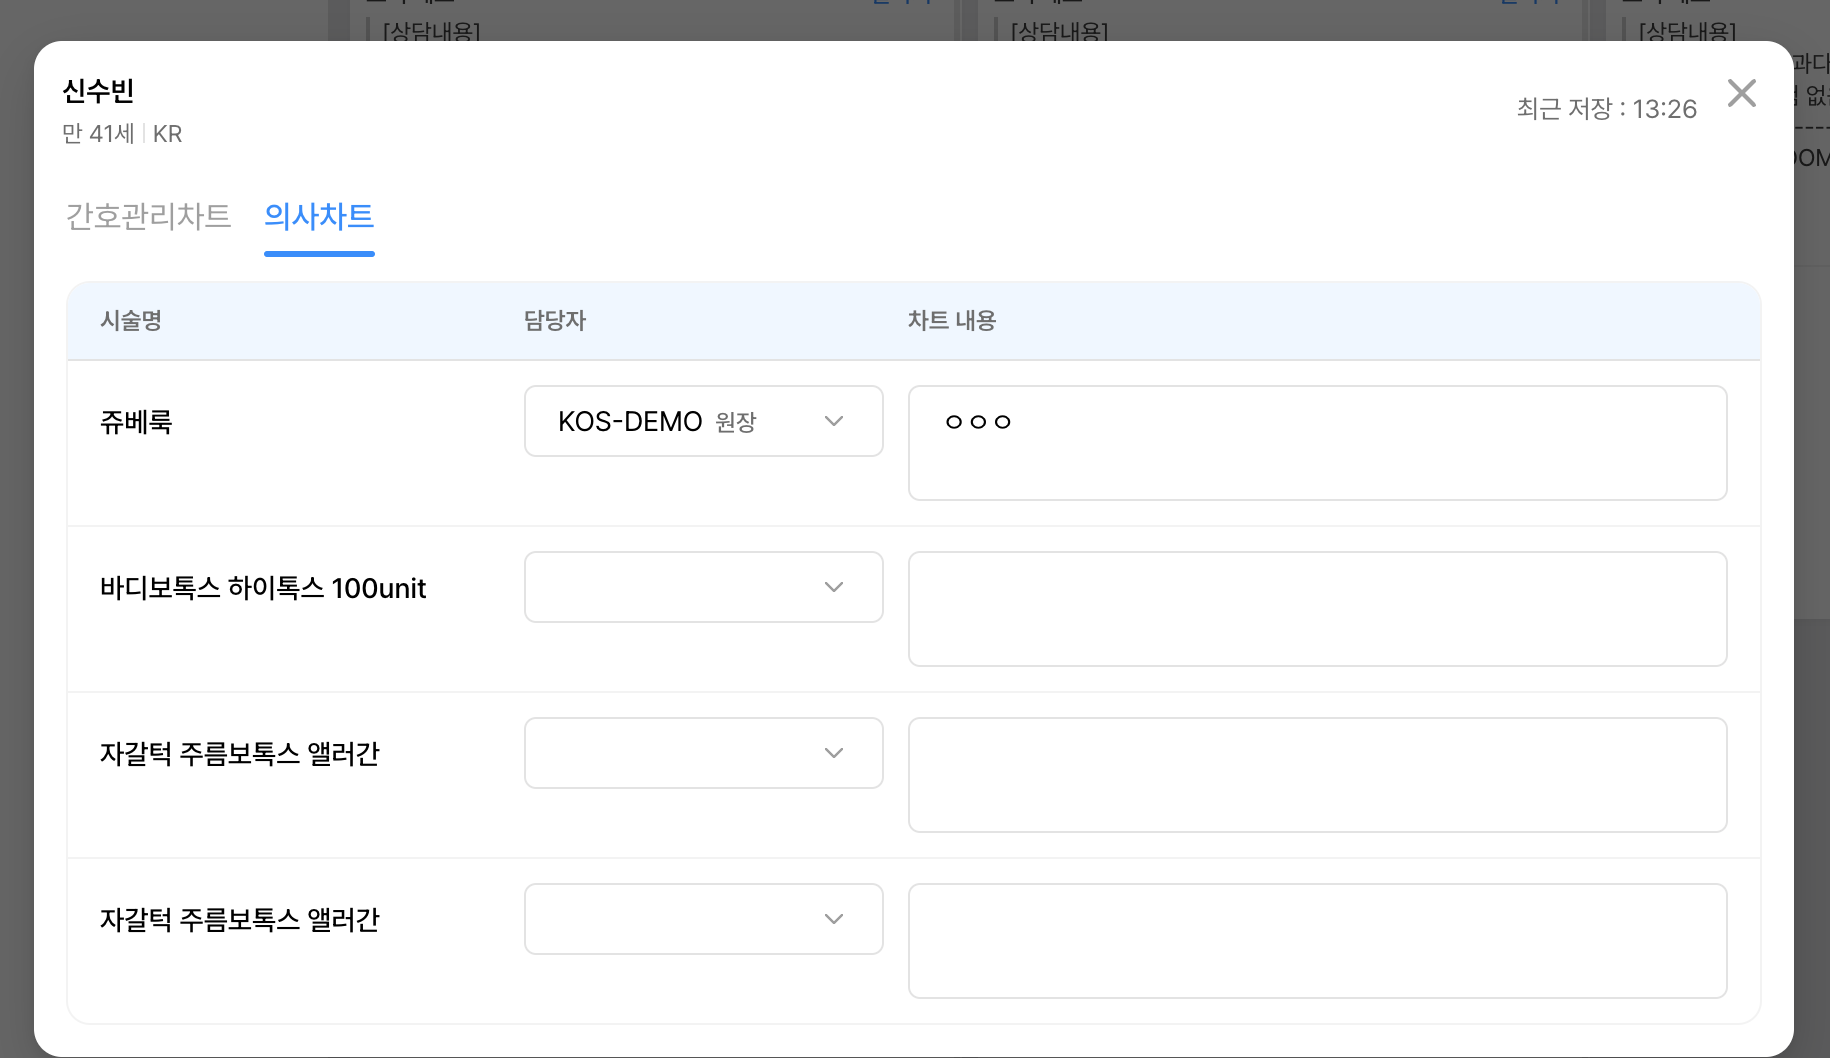 [상담내용]
[상담내용]
[상담내용]
신수빈
만 41세 | KR
최근 저장 : 13:26
간호관리차트
의사차트
시술명
담당자
차트 내용
쥬베룩
KOS-DEMO 원장
ㅇㅇㅇ
바디보톡스 하이톡스 100unit
자갈턱 주름보톡스 앨러간
자갈턱 주름보톡스 앨러간